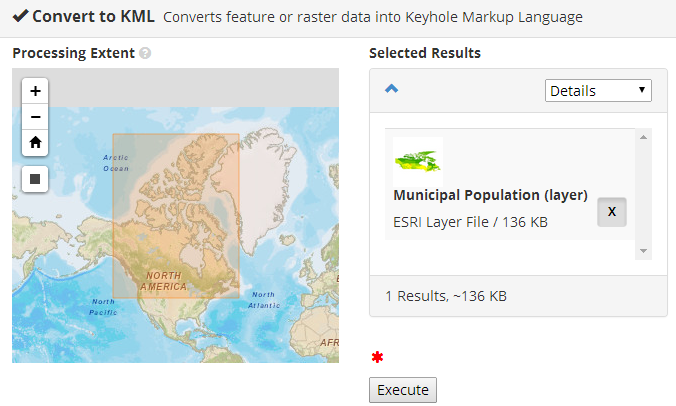 Convert to KML Converts feature or raster data into Keyhole Markup Language
Processing Extent ?
+
−
Arctic
Ocean
NORTH
AMERICA
North
Pacific
North
Atlantic
AFR
Selected Results
Details
Municipal Population (layer)
ESRI Layer File / 136 KB
X
1 Results, ~136 KB
*
Execute